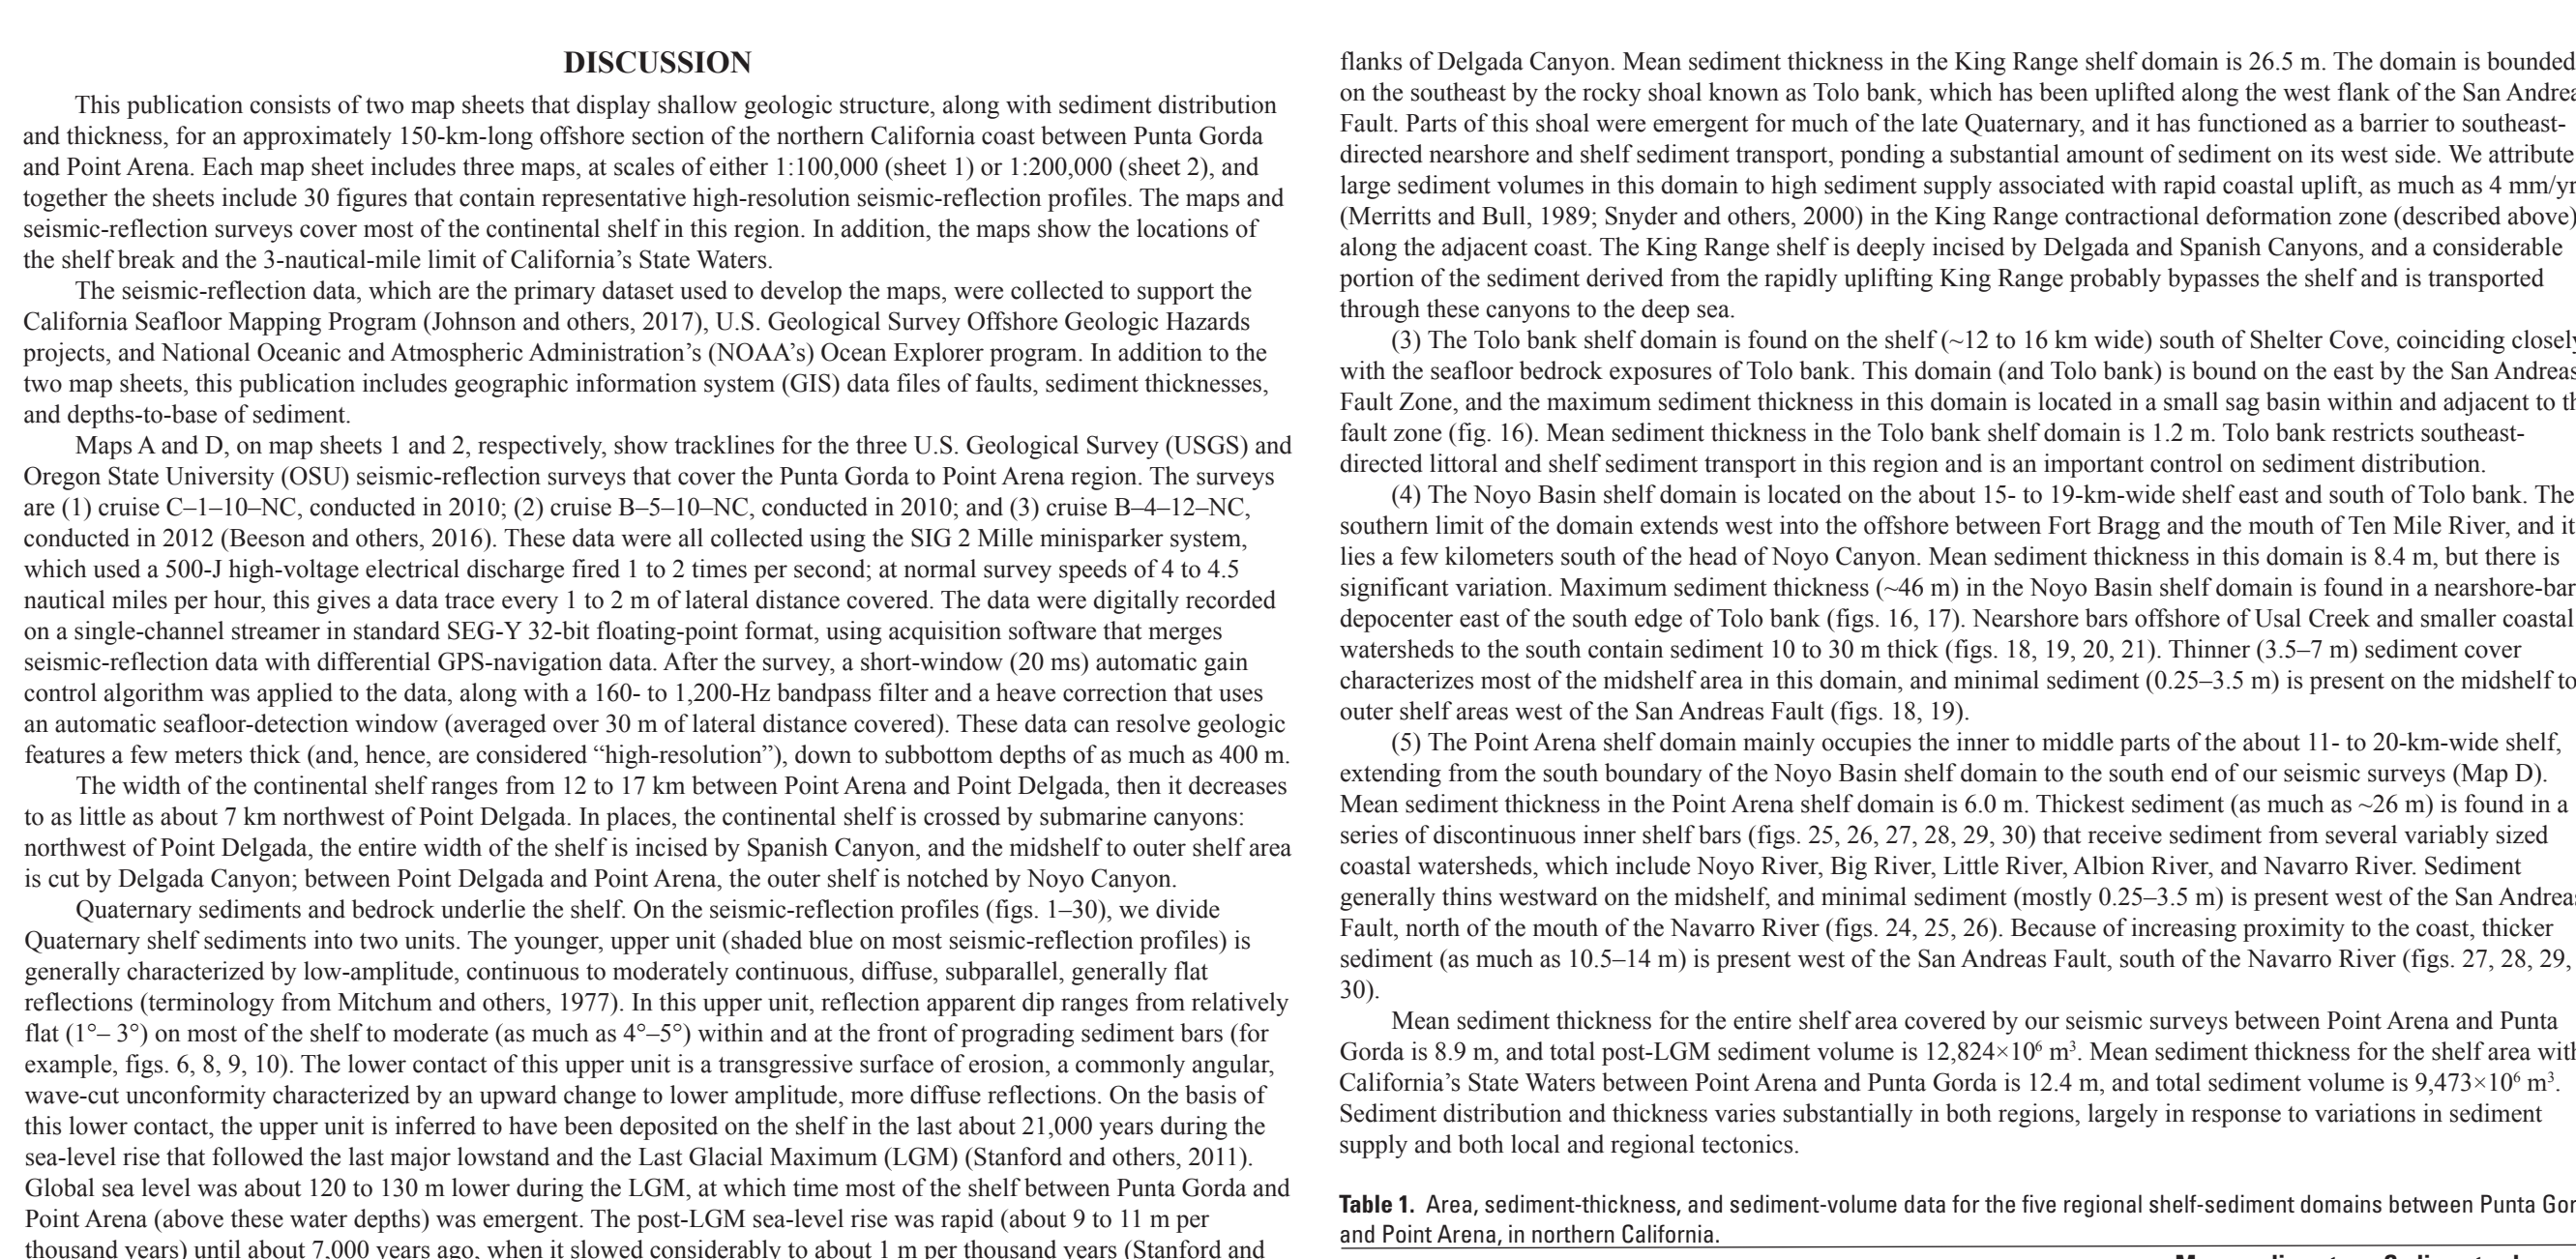 DISCUSSION
This publication consists of two map sheets that display shallow geologic structure, along with sediment distribution
and thickness, for an approximately 150-km-long offshore section of the northern California coast between Punta Gorda
and Point Arena. Each map sheet includes three maps, at scales of either 1:100,000 (sheet 1) or 1:200,000 (sheet 2), and
together the sheets include 30 figures that contain representative high-resolution seismic-reflection profiles. The maps and
seismic-reflection surveys cover most of the continental shelf in this region. In addition, the maps show the locations of
the shelf break and the 3-nautical-mile limit of California’s State Waters.
The seismic-reflection data, which are the primary dataset used to develop the maps, were collected to support the
California Seafloor Mapping Program (Johnson and others, 2017), U.S. Geological Survey Offshore Geologic Hazards
projects, and National Oceanic and Atmospheric Administration’s (NOAA’s) Ocean Explorer program. In addition to the
two map sheets, this publication includes geographic information system (GIS) data files of faults, sediment thicknesses,
and depths-to-base of sediment.
Maps A and D, on map sheets 1 and 2, respectively, show tracklines for the three U.S. Geological Survey (USGS) and
Oregon State University (OSU) seismic-reflection surveys that cover the Punta Gorda to Point Arena region. The surveys
are (1) cruise C–1–10–NC, conducted in 2010; (2) cruise B–5–10–NC, conducted in 2010; and (3) cruise B–4–12–NC,
conducted in 2012 (Beeson and others, 2016). These data were all collected using the SIG 2 Mille minisparker system,
which used a 500-J high-voltage electrical discharge fired 1 to 2 times per second; at normal survey speeds of 4 to 4.5
nautical miles per hour, this gives a data trace every 1 to 2 m of lateral distance covered. The data were digitally recorded
on a single-channel streamer in standard SEG-Y 32-bit floating-point format, using acquisition software that merges
seismic-reflection data with differential GPS-navigation data. After the survey, a short-window (20 ms) automatic gain
control algorithm was applied to the data, along with a 160- to 1,200-Hz bandpass filter and a heave correction that uses
an automatic seafloor-detection window (averaged over 30 m of lateral distance covered). These data can resolve geologic
features a few meters thick (and, hence, are considered “high-resolution”), down to subbottom depths of as much as 400 m.
The width of the continental shelf ranges from 12 to 17 km between Point Arena and Point Delgada, then it decreases
to as little as about 7 km northwest of Point Delgada. In places, the continental shelf is crossed by submarine canyons:
northwest of Point Delgada, the entire width of the shelf is incised by Spanish Canyon, and the midshelf to outer shelf area
is cut by Delgada Canyon; between Point Delgada and Point Arena, the outer shelf is notched by Noyo Canyon.
Quaternary sediments and bedrock underlie the shelf. On the seismic-reflection profiles (figs. 1–30), we divide
Quaternary shelf sediments into two units. The younger, upper unit (shaded blue on most seismic-reflection profiles) is
generally characterized by low-amplitude, continuous to moderately continuous, diffuse, subparallel, generally flat
reflections (terminology from Mitchum and others, 1977). In this upper unit, reflection apparent dip ranges from relatively
flat (1°– 3°) on most of the shelf to moderate (as much as 4°–5°) within and at the front of prograding sediment bars (for
example, figs. 6, 8, 9, 10). The lower contact of this upper unit is a transgressive surface of erosion, a commonly angular,
wave-cut unconformity characterized by an upward change to lower amplitude, more diffuse reflections. On the basis of
this lower contact, the upper unit is inferred to have been deposited on the shelf in the last about 21,000 years during the
sea-level rise that followed the last major lowstand and the Last Glacial Maximum (LGM) (Stanford and others, 2011).
Global sea level was about 120 to 130 m lower during the LGM, at which time most of the shelf between Punta Gorda and
Point Arena (above these water depths) was emergent. The post-LGM sea-level rise was rapid (about 9 to 11 m per
thousand years) until about 7,000 years ago, when it slowed considerably to about 1 m per thousand years (Stanford and
flanks of Delgada Canyon. Mean sediment thickness in the King Range shelf domain is 26.5 m. The domain is bounded
on the southeast by the rocky shoal known as Tolo bank, which has been uplifted along the west flank of the San Andrea
Fault. Parts of this shoal were emergent for much of the late Quaternary, and it has functioned as a barrier to southeast-
directed nearshore and shelf sediment transport, ponding a substantial amount of sediment on its west side. We attribute
large sediment volumes in this domain to high sediment supply associated with rapid coastal uplift, as much as 4 mm/yr
(Merritts and Bull, 1989; Snyder and others, 2000) in the King Range contractional deformation zone (described above)
along the adjacent coast. The King Range shelf is deeply incised by Delgada and Spanish Canyons, and a considerable
portion of the sediment derived from the rapidly uplifting King Range probably bypasses the shelf and is transported
through these canyons to the deep sea.
(3) The Tolo bank shelf domain is found on the shelf (~12 to 16 km wide) south of Shelter Cove, coinciding closely
with the seafloor bedrock exposures of Tolo bank. This domain (and Tolo bank) is bound on the east by the San Andreas
Fault Zone, and the maximum sediment thickness in this domain is located in a small sag basin within and adjacent to th
fault zone (fig. 16). Mean sediment thickness in the Tolo bank shelf domain is 1.2 m. Tolo bank restricts southeast-
directed littoral and shelf sediment transport in this region and is an important control on sediment distribution.
(4) The Noyo Basin shelf domain is located on the about 15- to 19-km-wide shelf east and south of Tolo bank. The
southern limit of the domain extends west into the offshore between Fort Bragg and the mouth of Ten Mile River, and it
lies a few kilometers south of the head of Noyo Canyon. Mean sediment thickness in this domain is 8.4 m, but there is
significant variation. Maximum sediment thickness (~46 m) in the Noyo Basin shelf domain is found in a nearshore-bar
depocenter east of the south edge of Tolo bank (figs. 16, 17). Nearshore bars offshore of Usal Creek and smaller coastal
watersheds to the south contain sediment 10 to 30 m thick (figs. 18, 19, 20, 21). Thinner (3.5–7 m) sediment cover
characterizes most of the midshelf area in this domain, and minimal sediment (0.25–3.5 m) is present on the midshelf to
outer shelf areas west of the San Andreas Fault (figs. 18, 19).
(5) The Point Arena shelf domain mainly occupies the inner to middle parts of the about 11- to 20-km-wide shelf,
extending from the south boundary of the Noyo Basin shelf domain to the south end of our seismic surveys (Map D).
Mean sediment thickness in the Point Arena shelf domain is 6.0 m. Thickest sediment (as much as ~26 m) is found in a
series of discontinuous inner shelf bars (figs. 25, 26, 27, 28, 29, 30) that receive sediment from several variably sized
coastal watersheds, which include Noyo River, Big River, Little River, Albion River, and Navarro River. Sediment
generally thins westward on the midshelf, and minimal sediment (mostly 0.25–3.5 m) is present west of the San Andreas
Fault, north of the mouth of the Navarro River (figs. 24, 25, 26). Because of increasing proximity to the coast, thicker
sediment (as much as 10.5–14 m) is present west of the San Andreas Fault, south of the Navarro River (figs. 27, 28, 29,
30).
Mean sediment thickness for the entire shelf area covered by our seismic surveys between Point Arena and Punta
Gorda is 8.9 m, and total post-LGM sediment volume is 12,824×10⁶ m³. Mean sediment thickness for the shelf area with
California’s State Waters between Point Arena and Punta Gorda is 12.4 m, and total sediment volume is 9,473×10⁶ m³.
Sediment distribution and thickness varies substantially in both regions, largely in response to variations in sediment
supply and both local and regional tectonics.
Table 1. Area, sediment-thickness, and sediment-volume data for the five regional shelf-sediment domains between Punta Gor
and Point Arena, in northern California.